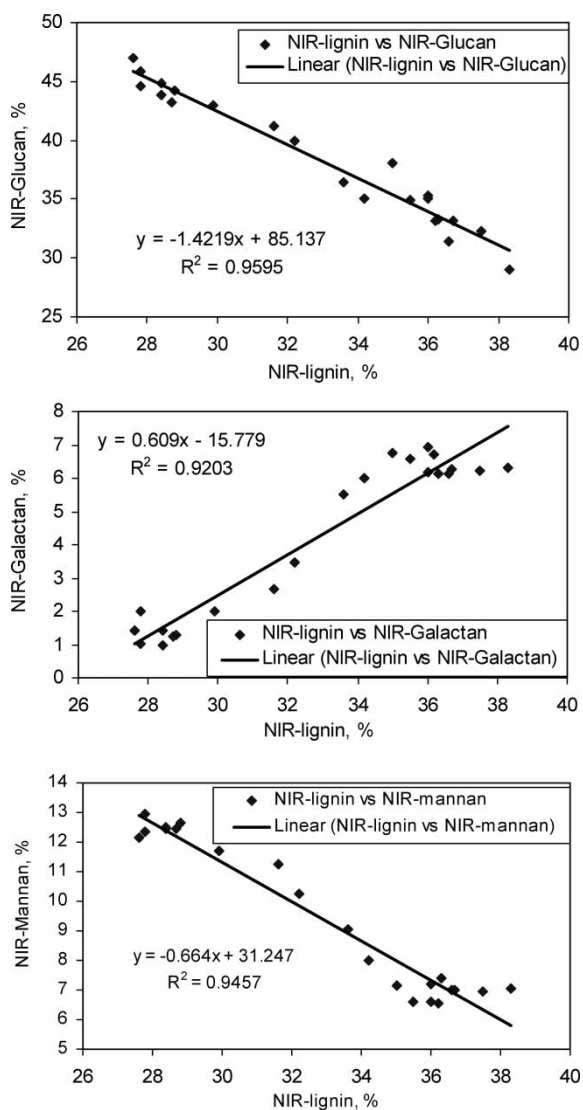 50
45
40
35
30
25
NIR-Glucan, %
NIR-lignin vs NIR-Glucan
Linear (NIR-lignin vs NIR-Glucan)
y = -1.4219x + 85.137
R² = 0.9595
26 28 30 32 34 36 38 40
NIR-lignin, %
8
7
6
5
4
3
2
1
0
NIR-Galactan, %
y = 0.609x - 15.779
R² = 0.9203
NIR-lignin vs NIR-Galactan
Linear (NIR-lignin vs NIR-Galactan)
26 28 30 32 34 36 38 40
NIR-lignin, %
14
13
12
11
10
9
8
7
6
5
NIR-Mannan, %
NIR-lignin vs NIR-mannan
Linear (NIR-lignin vs NIR-mannan)
y = -0.664x + 31.247
R² = 0.9457
26 28 30 32 34 36 38 40
NIR-lignin, %